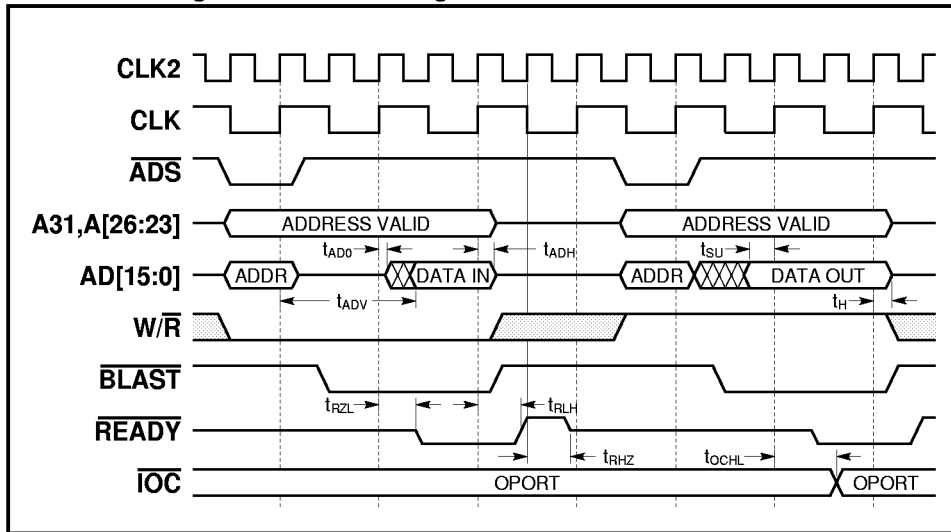 CLK2
CLK
ADS
A31,A[26:23] ADDRESS VALID ADDRESS VALID
tAD0 tADH tSU
AD[15:0] ADDR DATA IN ADDR DATA OUT
tADV tH
W/R
BLAST
tRZL tRLH
READY
tRHZ tOCHL
IOC OPORT OPORT